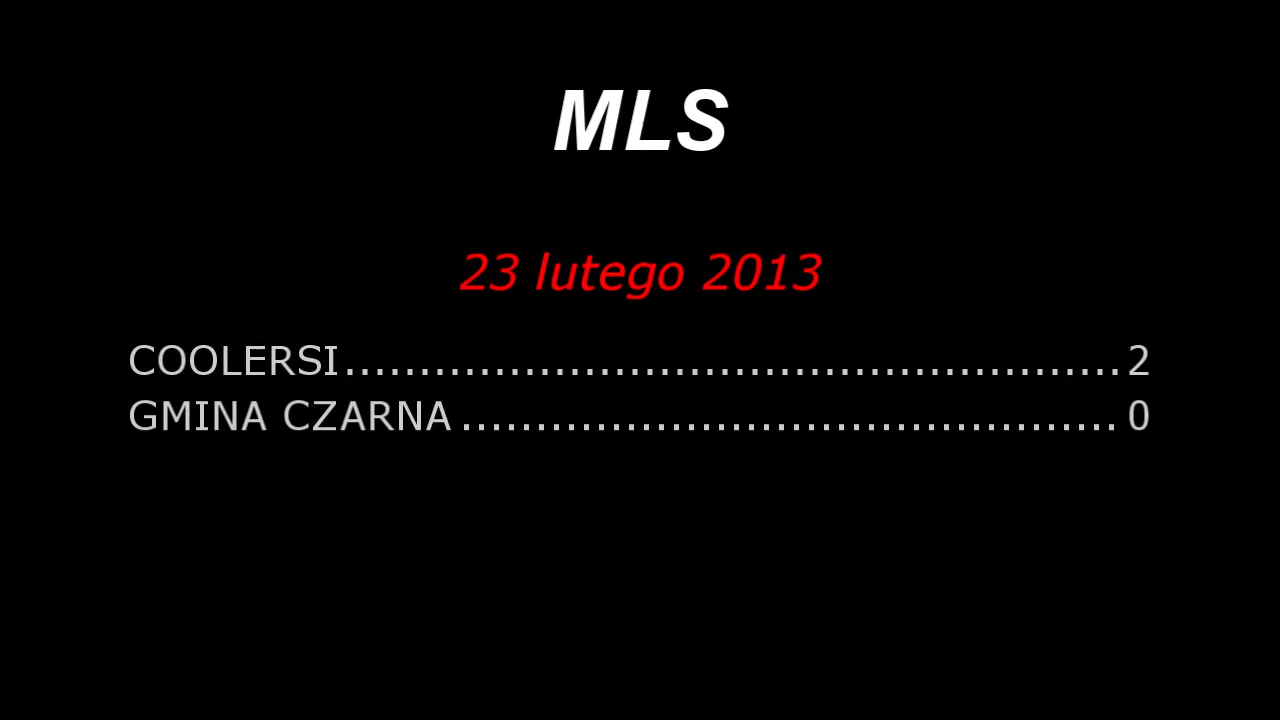 MLS
23 lutego 2013
COOLERSI....................................................2
GMINA CZARNA............................................0